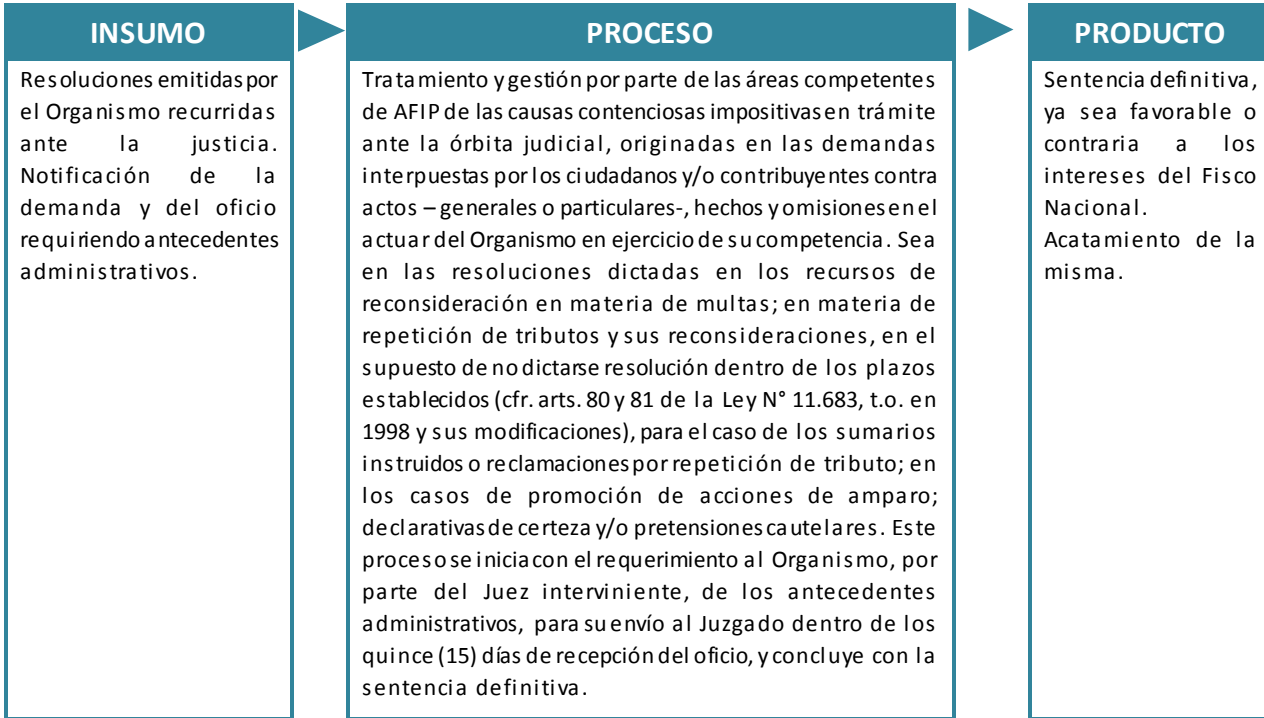 INSUMO
Resoluciones emitidas por
el Organismo recurridas
ante la justicia.
Notificación de la
demanda y del oficio
requiriendo antecedentes
administrativos.
PROCESO
Tratamiento y gestión por parte de las áreas competentes
de AFIP de las causas contenciosas impositivas en trámite
ante la órbita judicial, originadas en las demandas
interpuestas por los ciudadanos y/o contribuyentes contra
actos – generales o particulares-, hechos y omisiones en el
actuar del Organismo en ejercicio de su competencia. Sea
en las resoluciones dictadas en los recursos de
reconsideración en materia de multas; en materia de
repetición de tributos y sus reconsideraciones, en el
supuesto de no dictarse resolución dentro de los plazos
establecidos (cfr. arts. 80 y 81 de la Ley N° 11.683, t.o. en
1998 y sus modificaciones), para el caso de los sumarios
instruidos o reclamaciones por repetición de tributo; en
los casos de promoción de acciones de amparo;
declarativas de certeza y/o pretensiones cautelares. Este
proceso se inicia con el requerimiento al Organismo, por
parte del Juez interviniente, de los antecedentes
administrativos, para su envío al Juzgado dentro de los
quince (15) días de recepción del oficio, y concluye con la
sentencia definitiva.
PRODUCTO
Sentencia definitiva,
ya sea favorable o
contraria a los
intereses del Fisco
Nacional.
Acatamiento de la
misma.